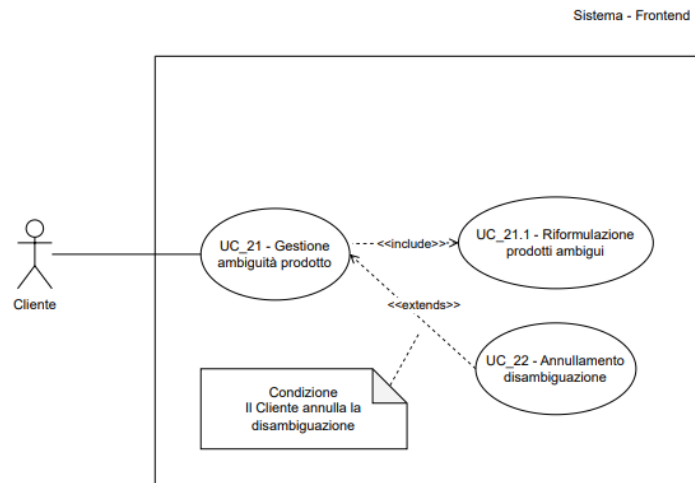 Sistema - Frontend
UC_21 - Gestione
ambiguità prodotto
<<include>>
UC_21.1 - Riformulazione
prodotti ambigui
Cliente
<<extends>>
UC_22 - Annullamento
disambiguazione
Condizione
Il Cliente annulla la
disambiguazione